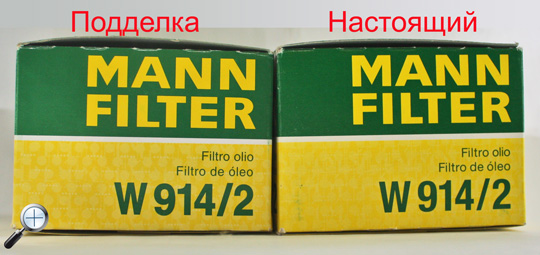 Подделка
Настоящий
MANN
FILTER
Filtro olio
Filtro de óleo
W 914/2
MANN
FILTER
Filtro olio
Filtro de óleo
W 914/2